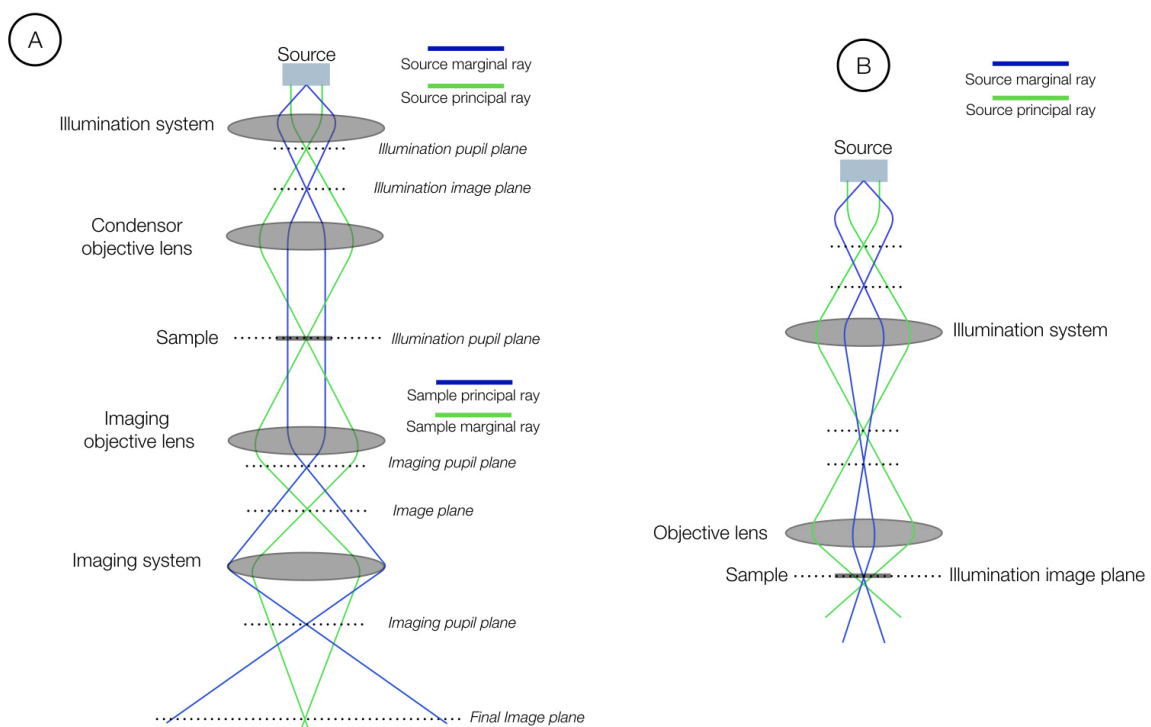 A
Source
Source marginal ray
Source principal ray
Illumination system
Illumination pupil plane
Illumination image plane
Condensor
objective lens
Sample
Illumination pupil plane
Sample principal ray
Sample marginal ray
Imaging
objective lens
Imaging pupil plane
Image plane
Imaging system
Imaging pupil plane
Final Image plane
B
Source marginal ray
Source principal ray
Source
Illumination system
Objective lens
Sample
Illumination image plane